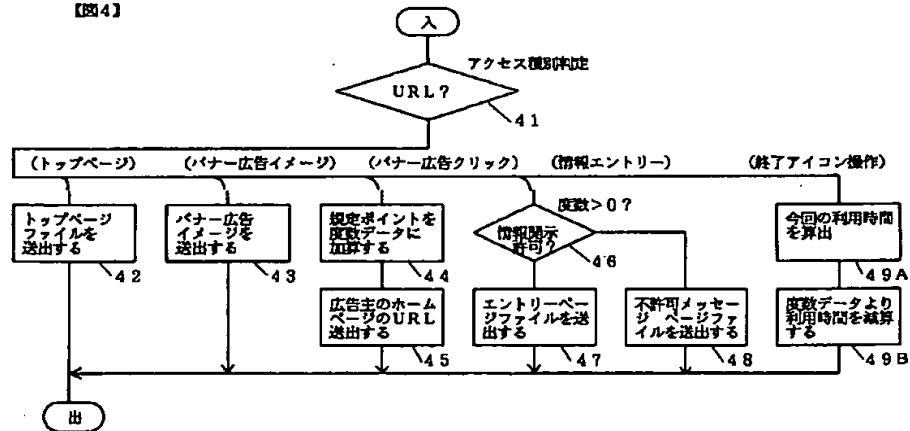 【図4】
入
アクセス種別判定
URL？
41
(トップページ)
(バナー広告イメージ)
(バナー広告クリック)
(情報エントリー)
(終了アイコン操作)
トップページ
ファイルを
送出する
42
バナー広告
イメージを
送出する
43
規定ポイントを
度数データに
加算する
44
度数＞0？
情報開示
許可？
46
今回の利用時間
を算出
49A
広告主のホーム
ページのURL
送出する
45
エントリーペー
ジファイルを送
出する
47
不許可メッセー
ジ ページファ
イルを送出する
48
度数データより
利用時間を減算
する
49B
出